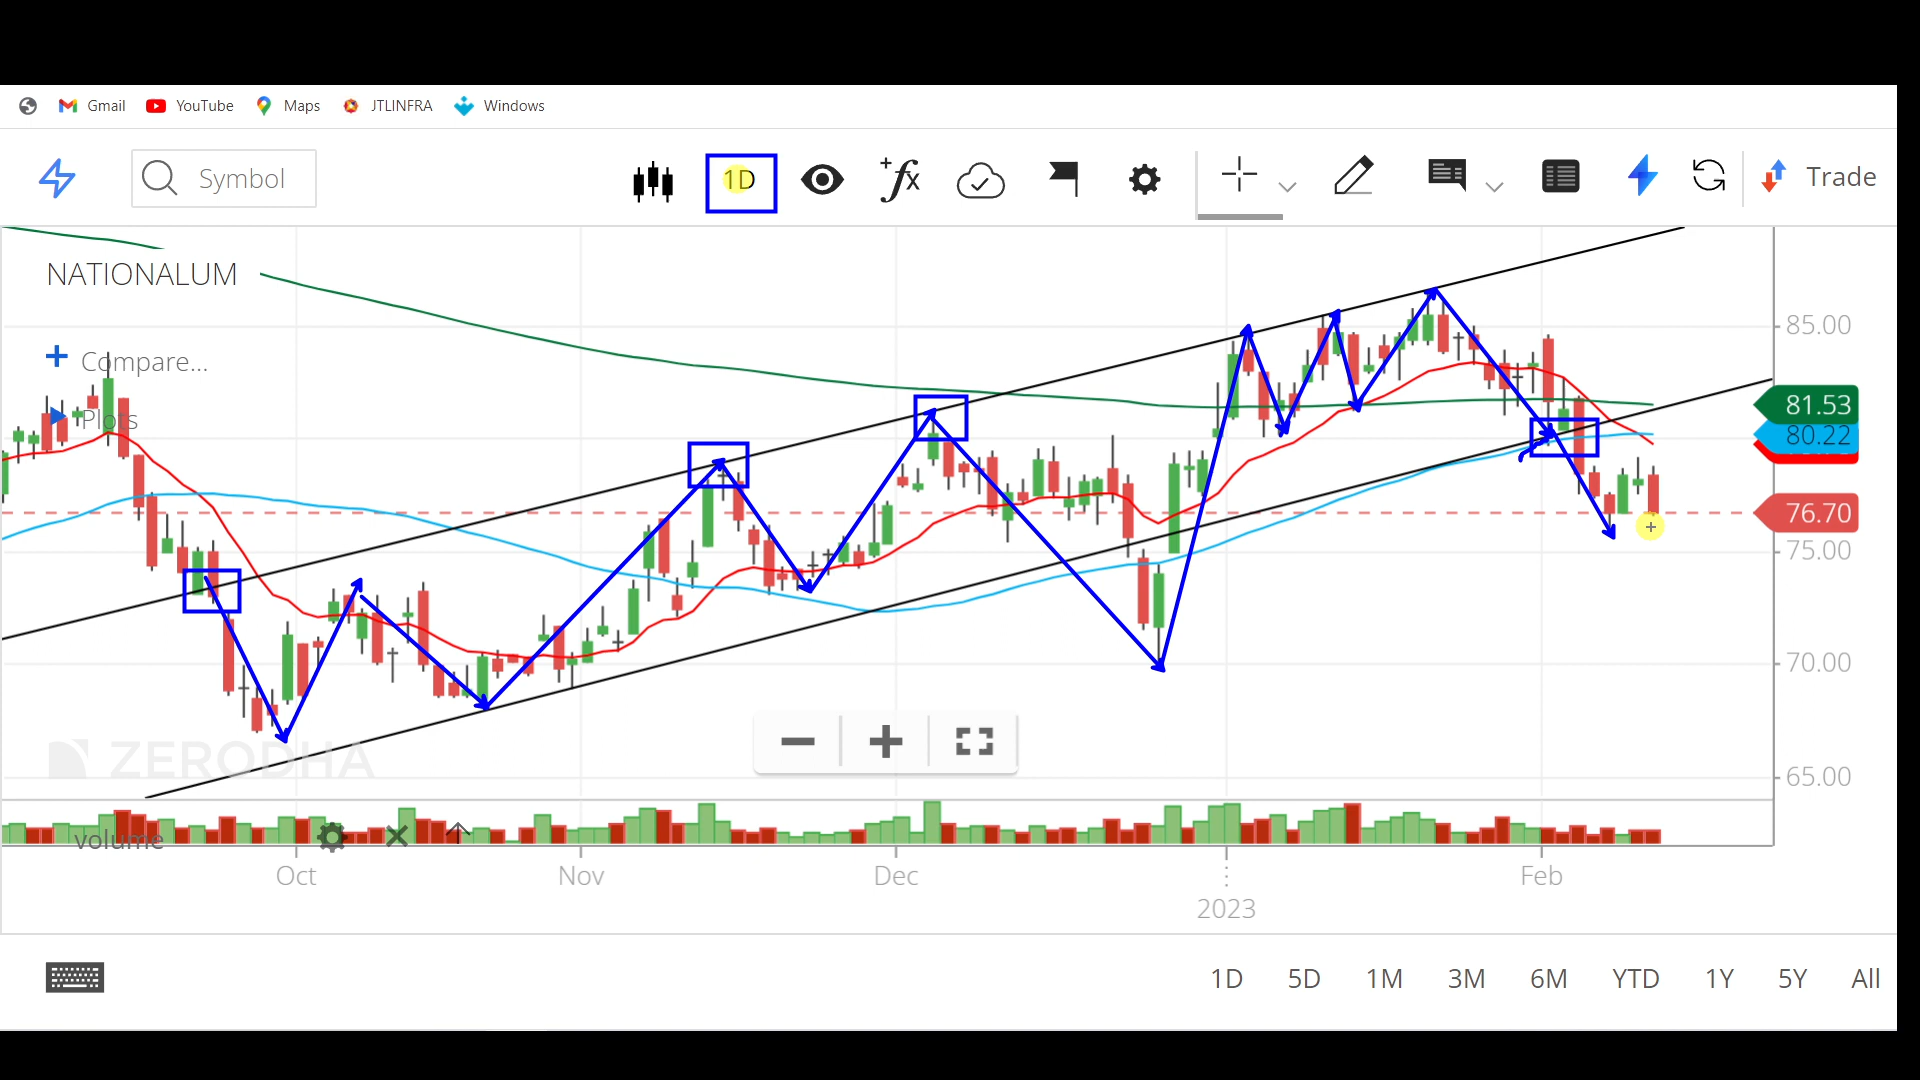 Gmail YouTube Maps JTLINFRA Windows
Symbol 1D fx Trade
NATIONALUM
Compare...
Plots
85.00
81.53
80.22
76.70
75.00
70.00
65.00
ZERODHA
volume
Oct Nov Dec Feb
2023
1D 5D 1M 3M 6M YTD 1Y 5Y All